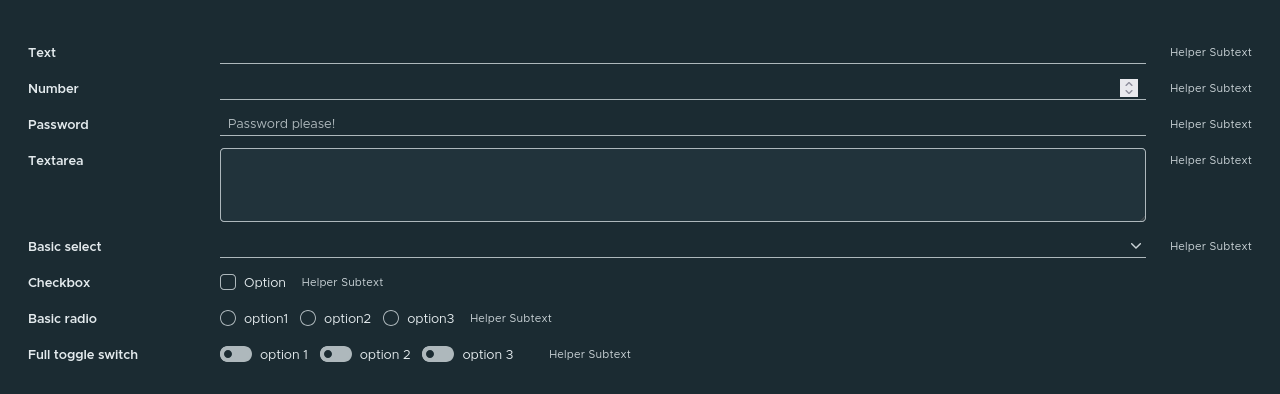 Text Helper Subtext
Number Helper Subtext
Password Password please! Helper Subtext
Textarea Helper Subtext
Basic select Helper Subtext
Checkbox Option Helper Subtext
Basic radio option1 option2 option3 Helper Subtext
Full toggle switch option 1 option 2 option 3 Helper Subtext